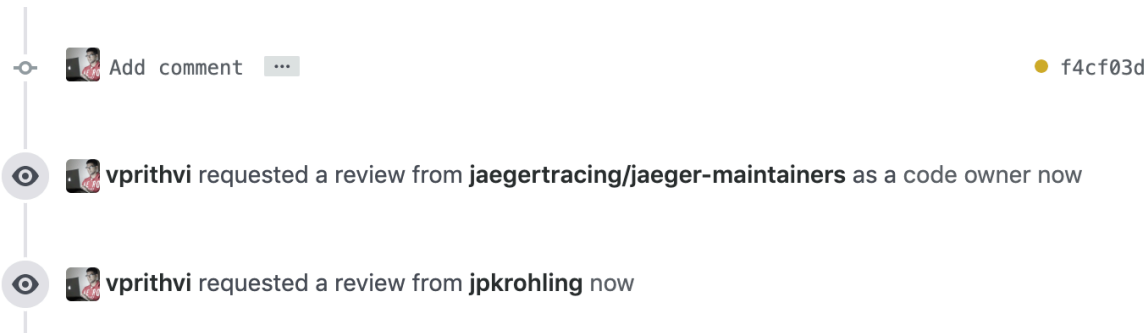 Add comment ... f4cf03d
vprithvi requested a review from jaegertracing/jaeger-maintainers as a code owner now
vprithvi requested a review from jpkrohling now